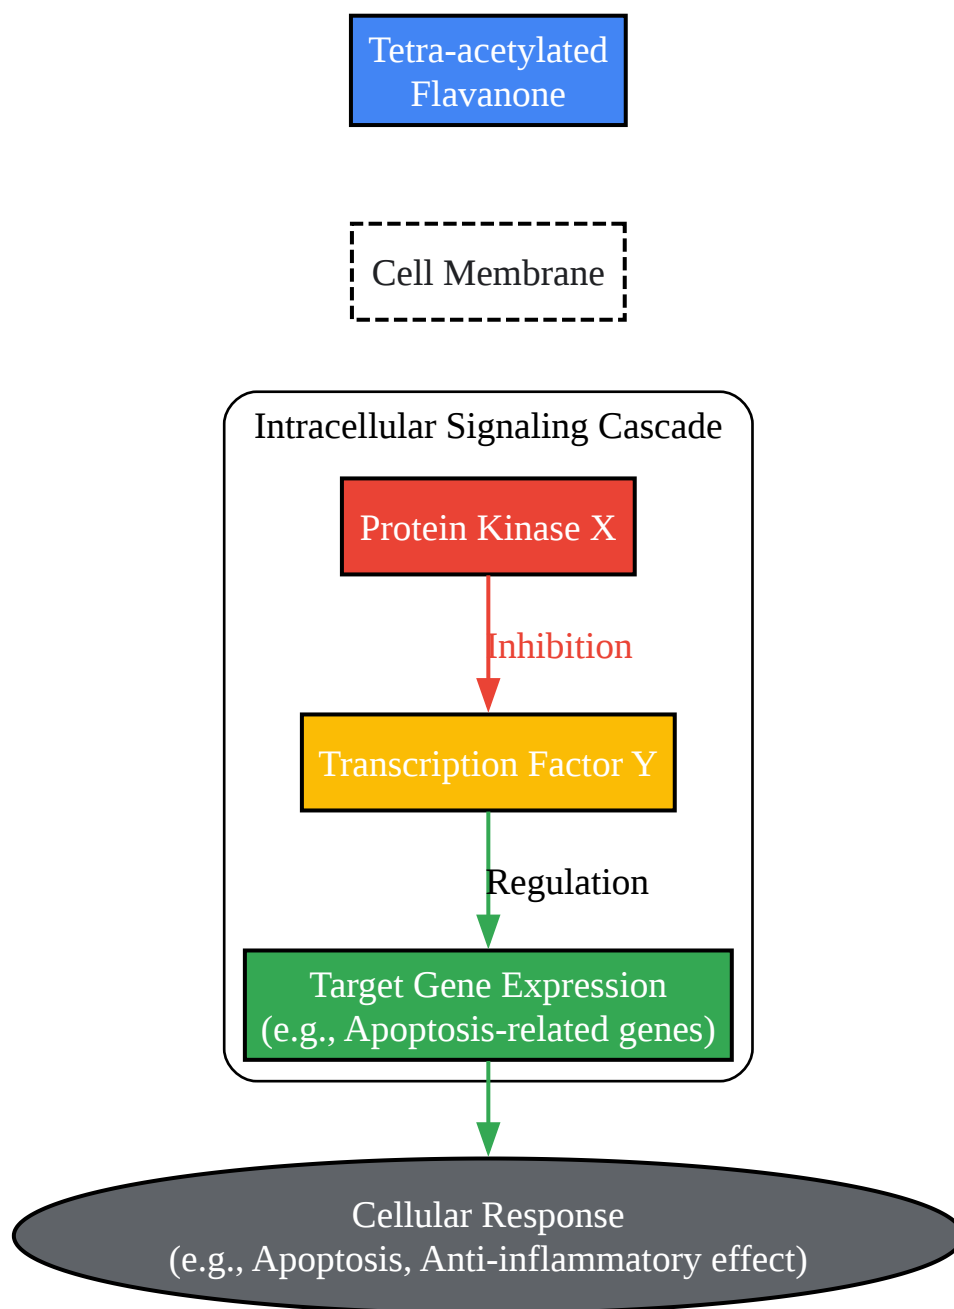 Tetra-acetylated
Flavanone
Cell Membrane
Intracellular Signaling Cascade
Protein Kinase X
Inhibition
Transcription Factor Y
Regulation
Target Gene Expression
(e.g., Apoptosis-related genes)
Cellular Response
(e.g., Apoptosis, Anti-inflammatory effect)